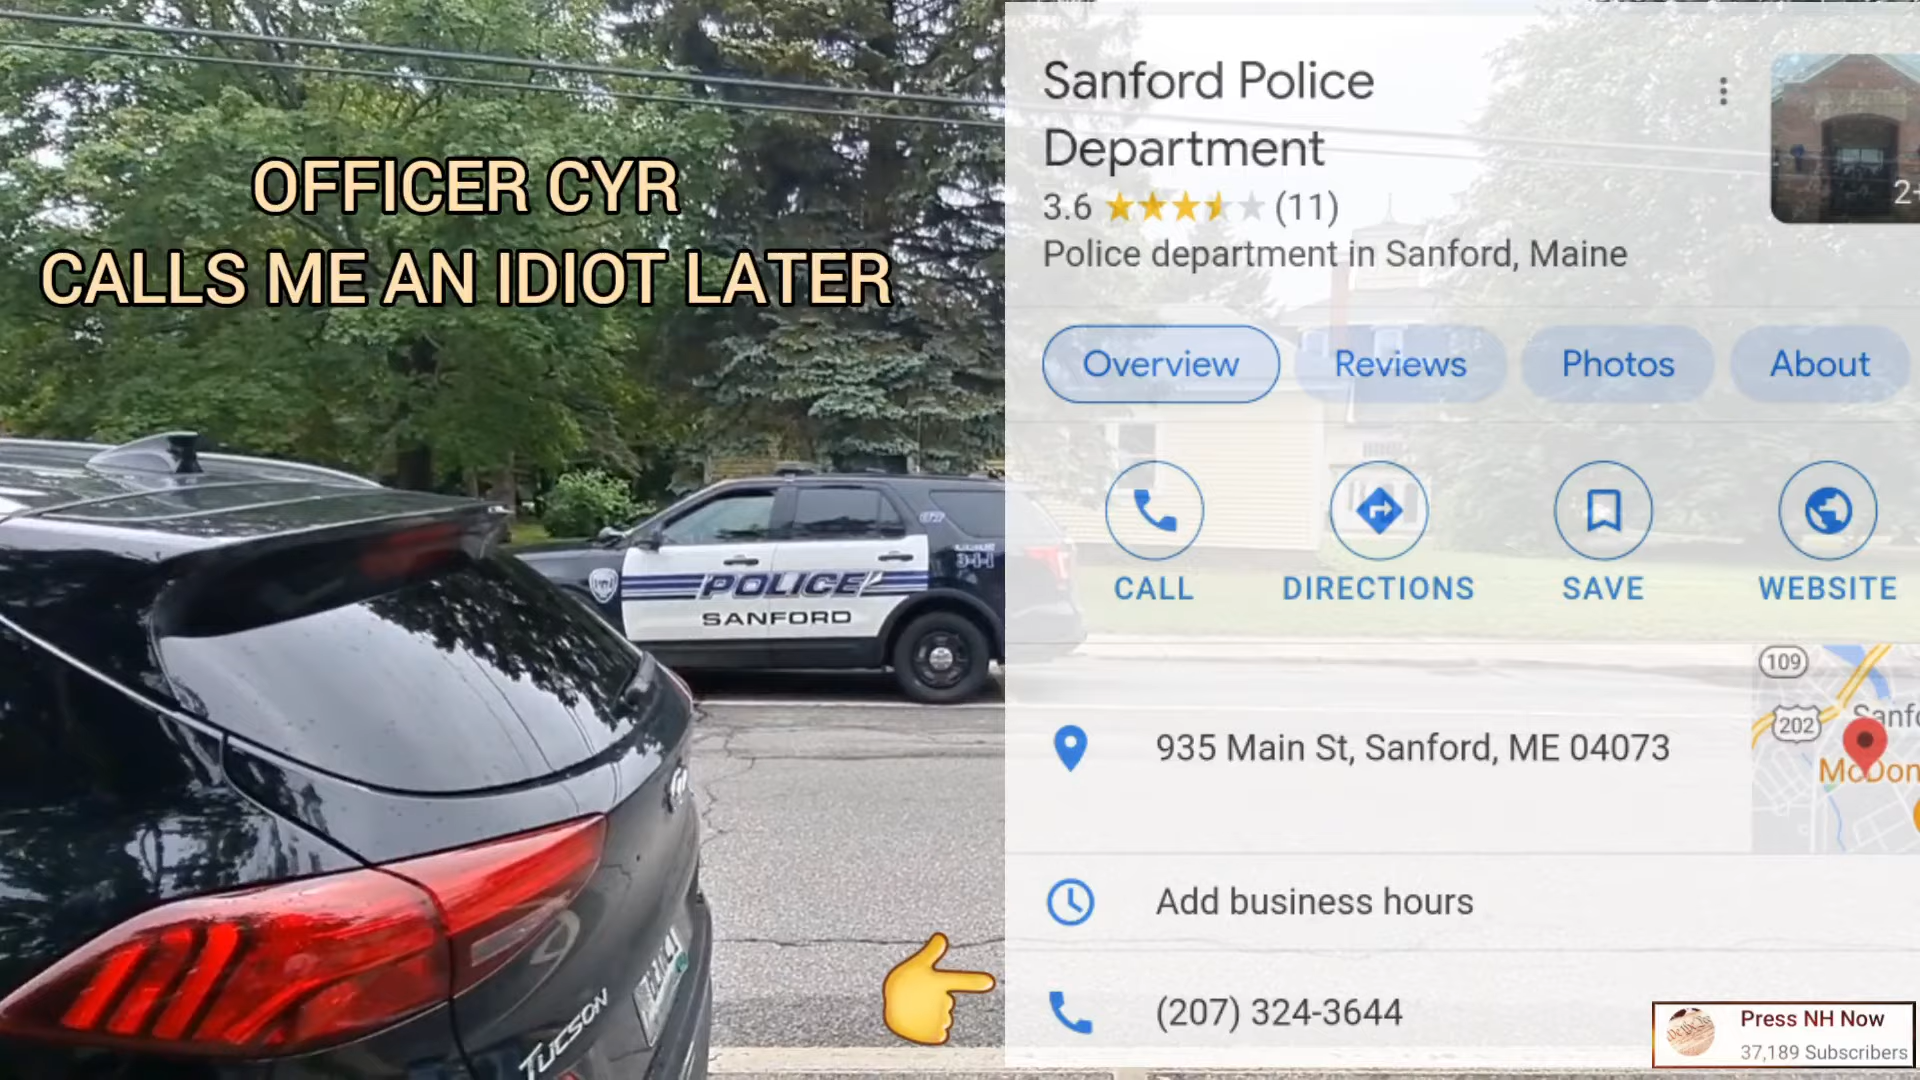 OFFICER CYR
CALLS ME AN IDIOT LATER
POLICE
SANFORD
TUCSON
Sanford Police
Department
3.6 (11)
Police department in Sanford, Maine
Overview Reviews Photos About
CALL DIRECTIONS SAVE WEBSITE
109
202
935 Main St, Sanford, ME 04073
Add business hours
(207) 324-3644
Press NH Now
37,189 Subscribers